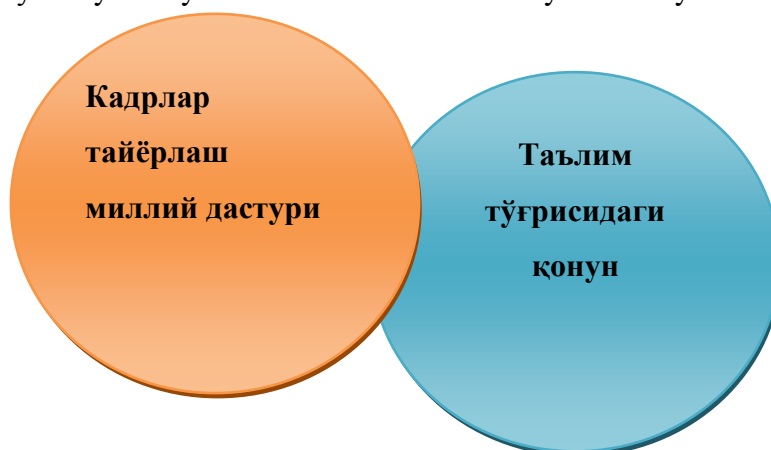 Кадрлар
тайёрлаш
миллий дастури
Таълим
тўғрисидаги
қонун